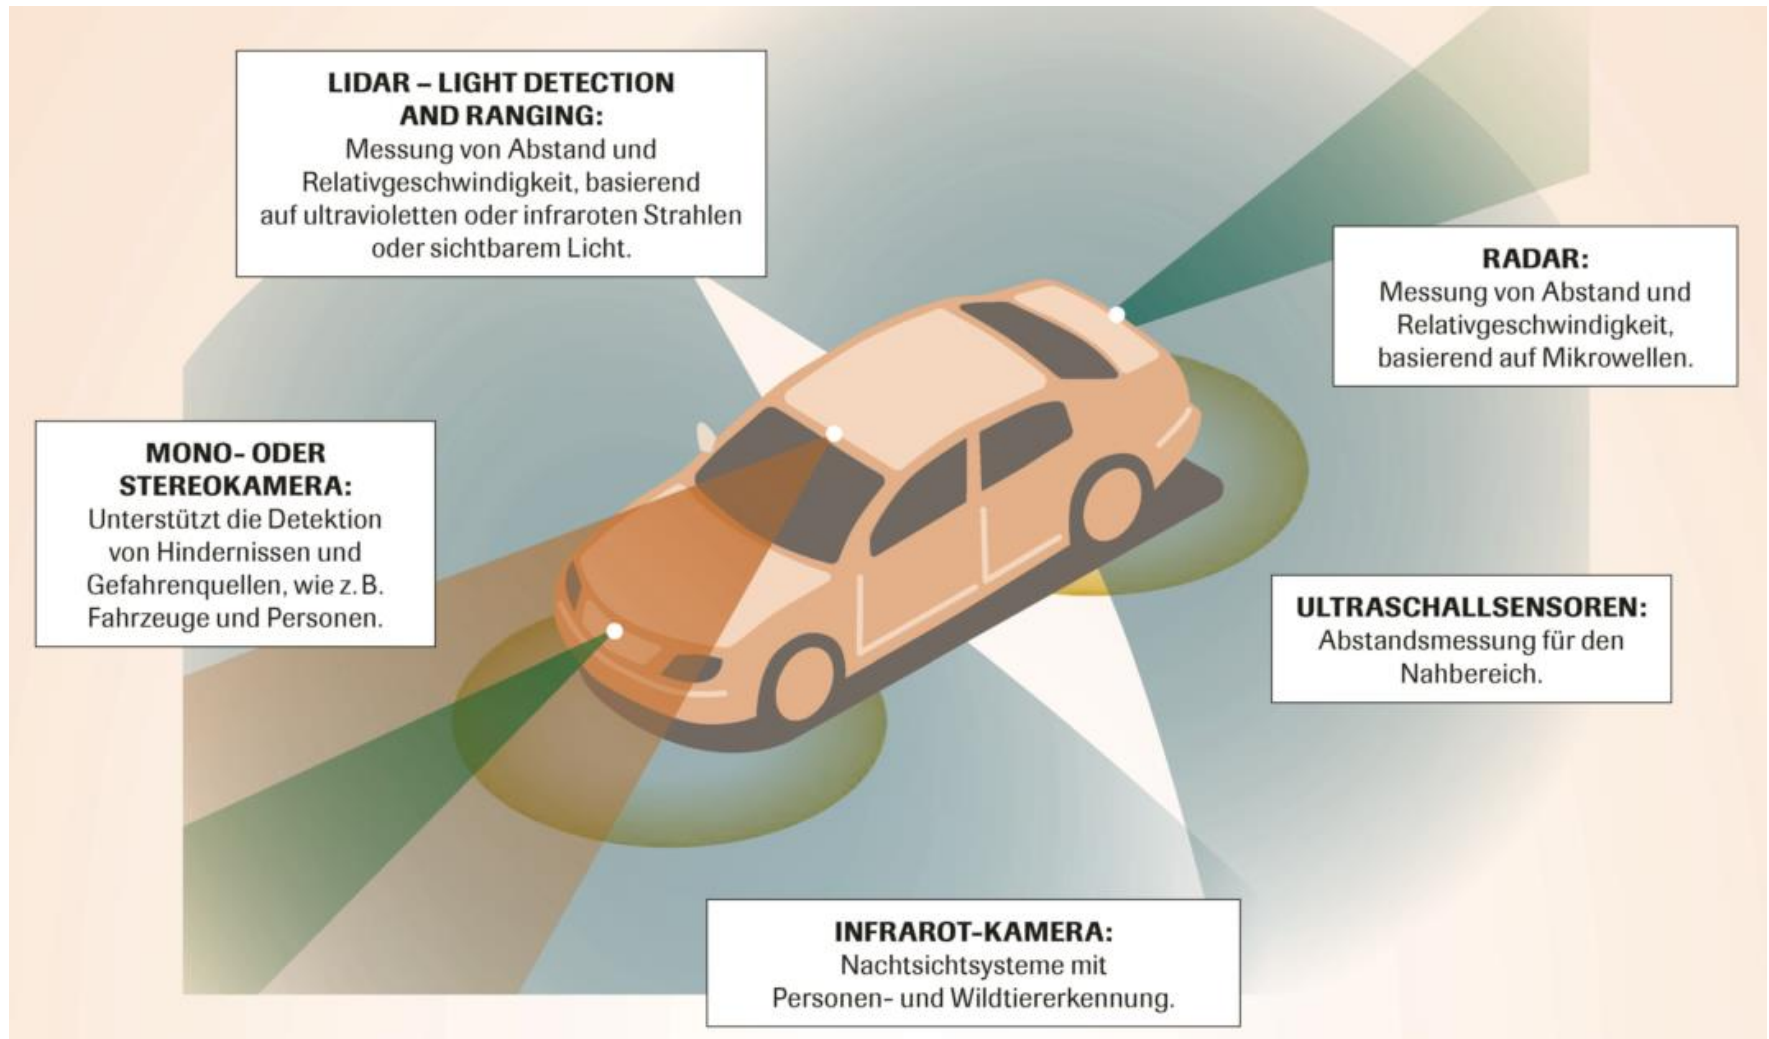 LIDAR – LIGHT DETECTION
AND RANGING:
Messung von Abstand und
Relativgeschwindigkeit, basierend
auf ultravioletten oder infraroten Strahlen
oder sichtbarem Licht.
RADAR:
Messung von Abstand und
Relativgeschwindigkeit,
basierend auf Mikrowellen.
MONO- ODER
STEREOKAMERA:
Unterstützt die Detektion
von Hindernissen und
Gefahrenquellen, wie z. B.
Fahrzeuge und Personen.
ULTRASCHALLSENSOREN:
Abstandsmessung für den
Nahbereich.
INFRAROT-KAMERA:
Nachtsichtsysteme mit
Personen- und Wildtiererkennung.